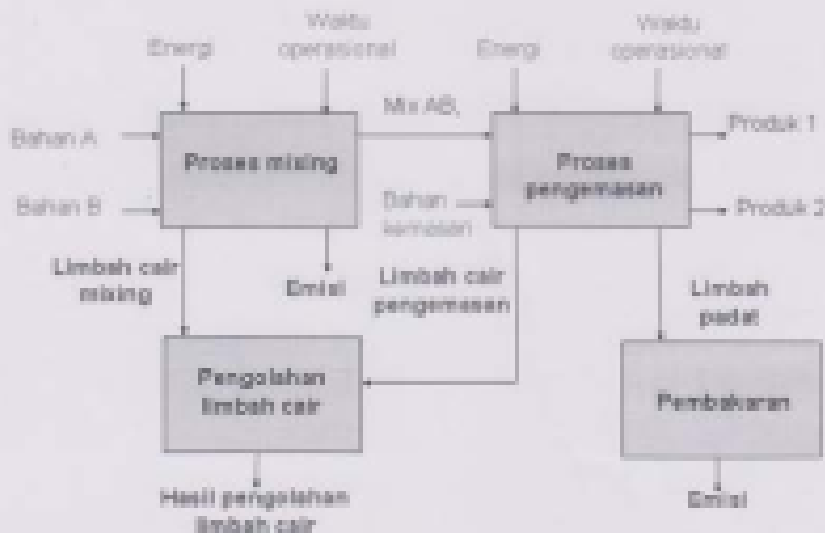 Energi
Waktu
operasional
Energi
Waktu
operasional
Bahan A
Proses mixing
Mix AB,
Proses
pengemasan
Produk 1
Bahan B
Bahan
kemasan
Produk 2
Limbah cair
mixing
Emisi
Limbah cair
pengemasan
Limbah
padat
Pengolahan
limbah cair
Pembakaran
Hasil pengolahan
limbah cair
Emisi